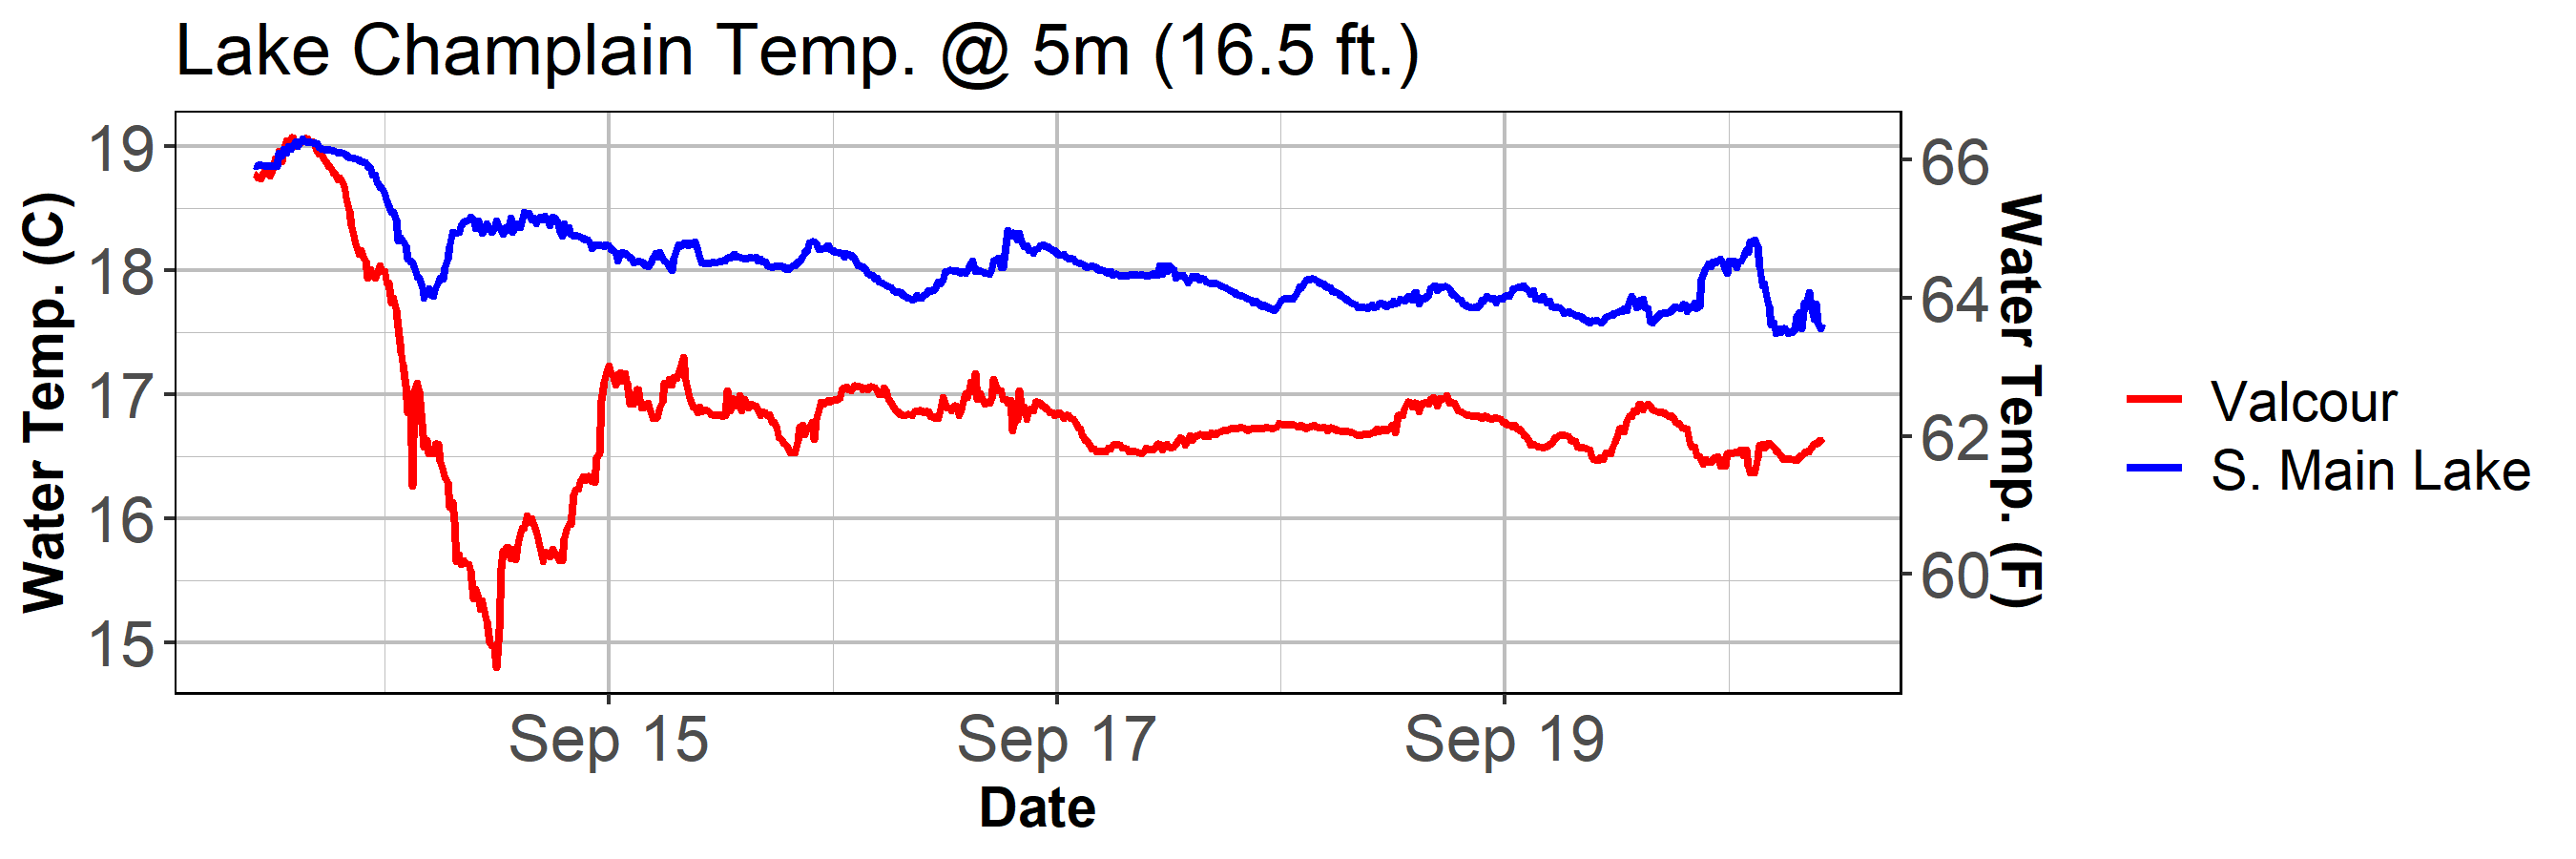 Lake Champlain Temp. @ 5m (16.5 ft.)
Water Temp. (C)
19
18
17
16
15
66
64
62
60
Water Temp. (F)
Sep 15
Sep 17
Sep 19
Date
Valcour
S. Main Lake